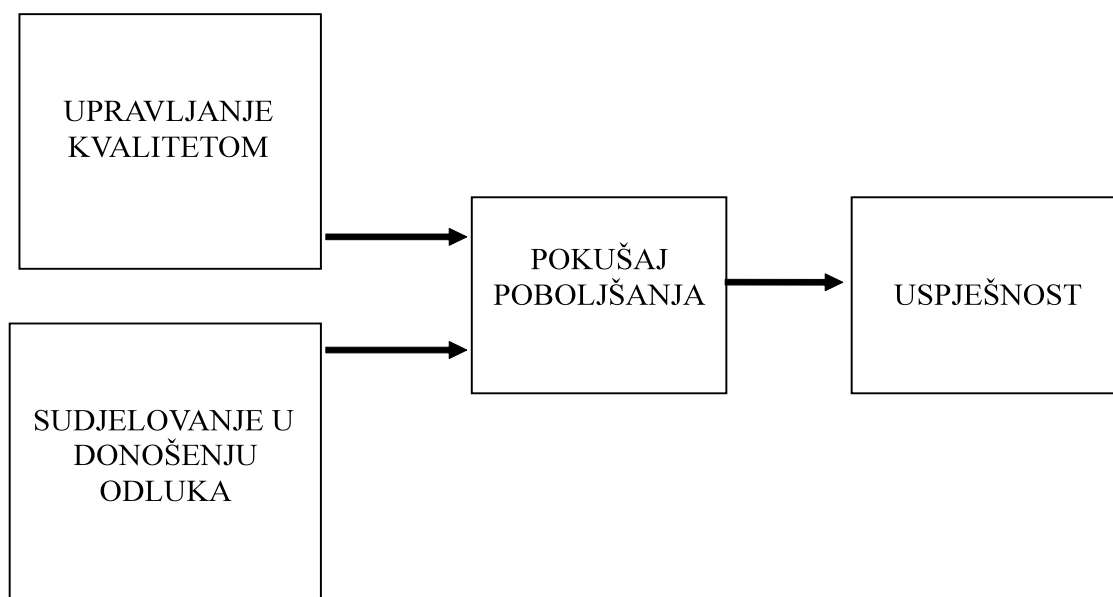 UPRAVLJANJE
KVALITETOM
SUDJELOVANJE U
DONOŠENJU
ODLUKA
POKUŠAJ
POBOLJŠANJA
USPJEŠNOST